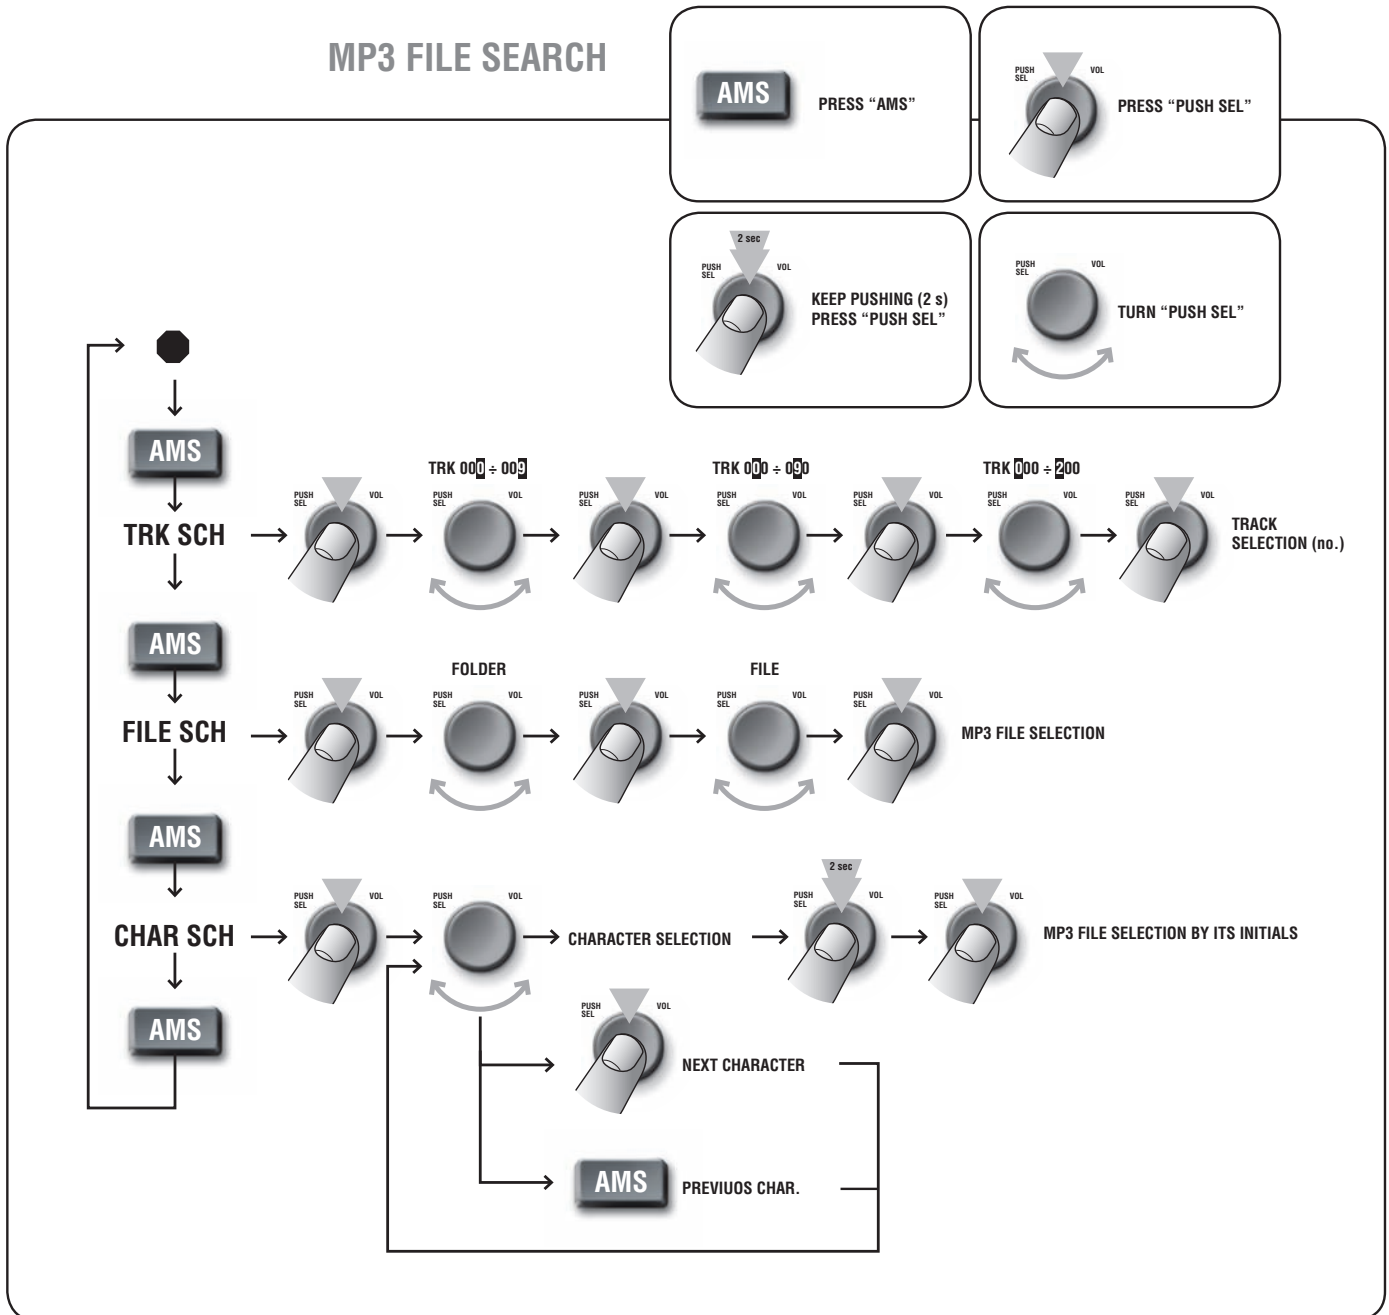 MP3 FILE SEARCH
AMS
PRESS “AMS”
PUSH SEL
VOL
PRESS “PUSH SEL”
2 sec
PUSH SEL
VOL
KEEP PUSHING (2 s)
PRESS “PUSH SEL”
PUSH SEL
VOL
TURN “PUSH SEL”
AMS
TRK SCH
PUSH SEL
VOL
TRK 000 ÷ 009
PUSH SEL
VOL
PUSH SEL
VOL
TRK 000 ÷ 090
PUSH SEL
VOL
PUSH SEL
VOL
TRK 000 ÷ 200
PUSH SEL
VOL
PUSH SEL
VOL
TRACK
SELECTION (no.)
AMS
FILE SCH
PUSH SEL
VOL
FOLDER
PUSH SEL
VOL
PUSH SEL
VOL
FILE
PUSH SEL
VOL
PUSH SEL
VOL
MP3 FILE SELECTION
AMS
CHAR SCH
PUSH SEL
VOL
PUSH SEL
VOL
CHARACTER SELECTION
2 sec
PUSH SEL
VOL
PUSH SEL
VOL
MP3 FILE SELECTION BY ITS INITIALS
AMS
PUSH SEL
VOL
NEXT CHARACTER
AMS
PREVIUOS CHAR.